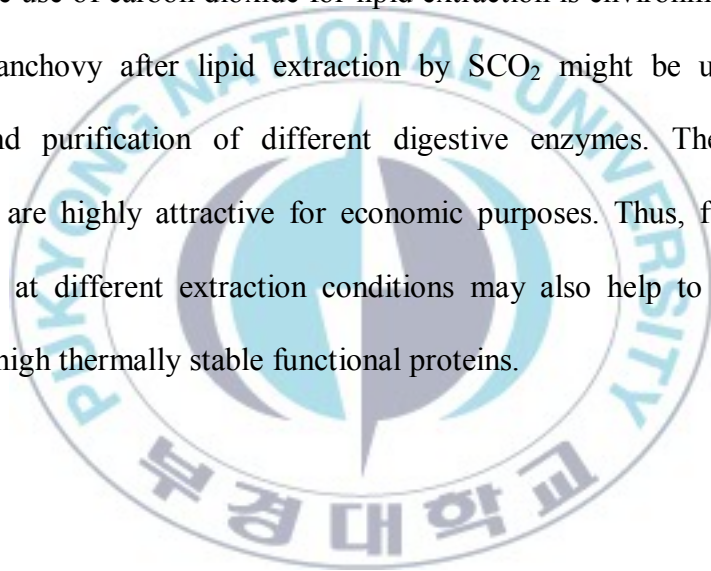 e use of carbon dioxide for lipid extraction is environm
anchovy after lipid extraction by SCO₂ might be u
nd purification of different digestive enzymes. The
are highly attractive for economic purposes. Thus, f
at different extraction conditions may also help to
high thermally stable functional proteins.
PUKYONG NATIONAL UNIVERSITY
부경대학교